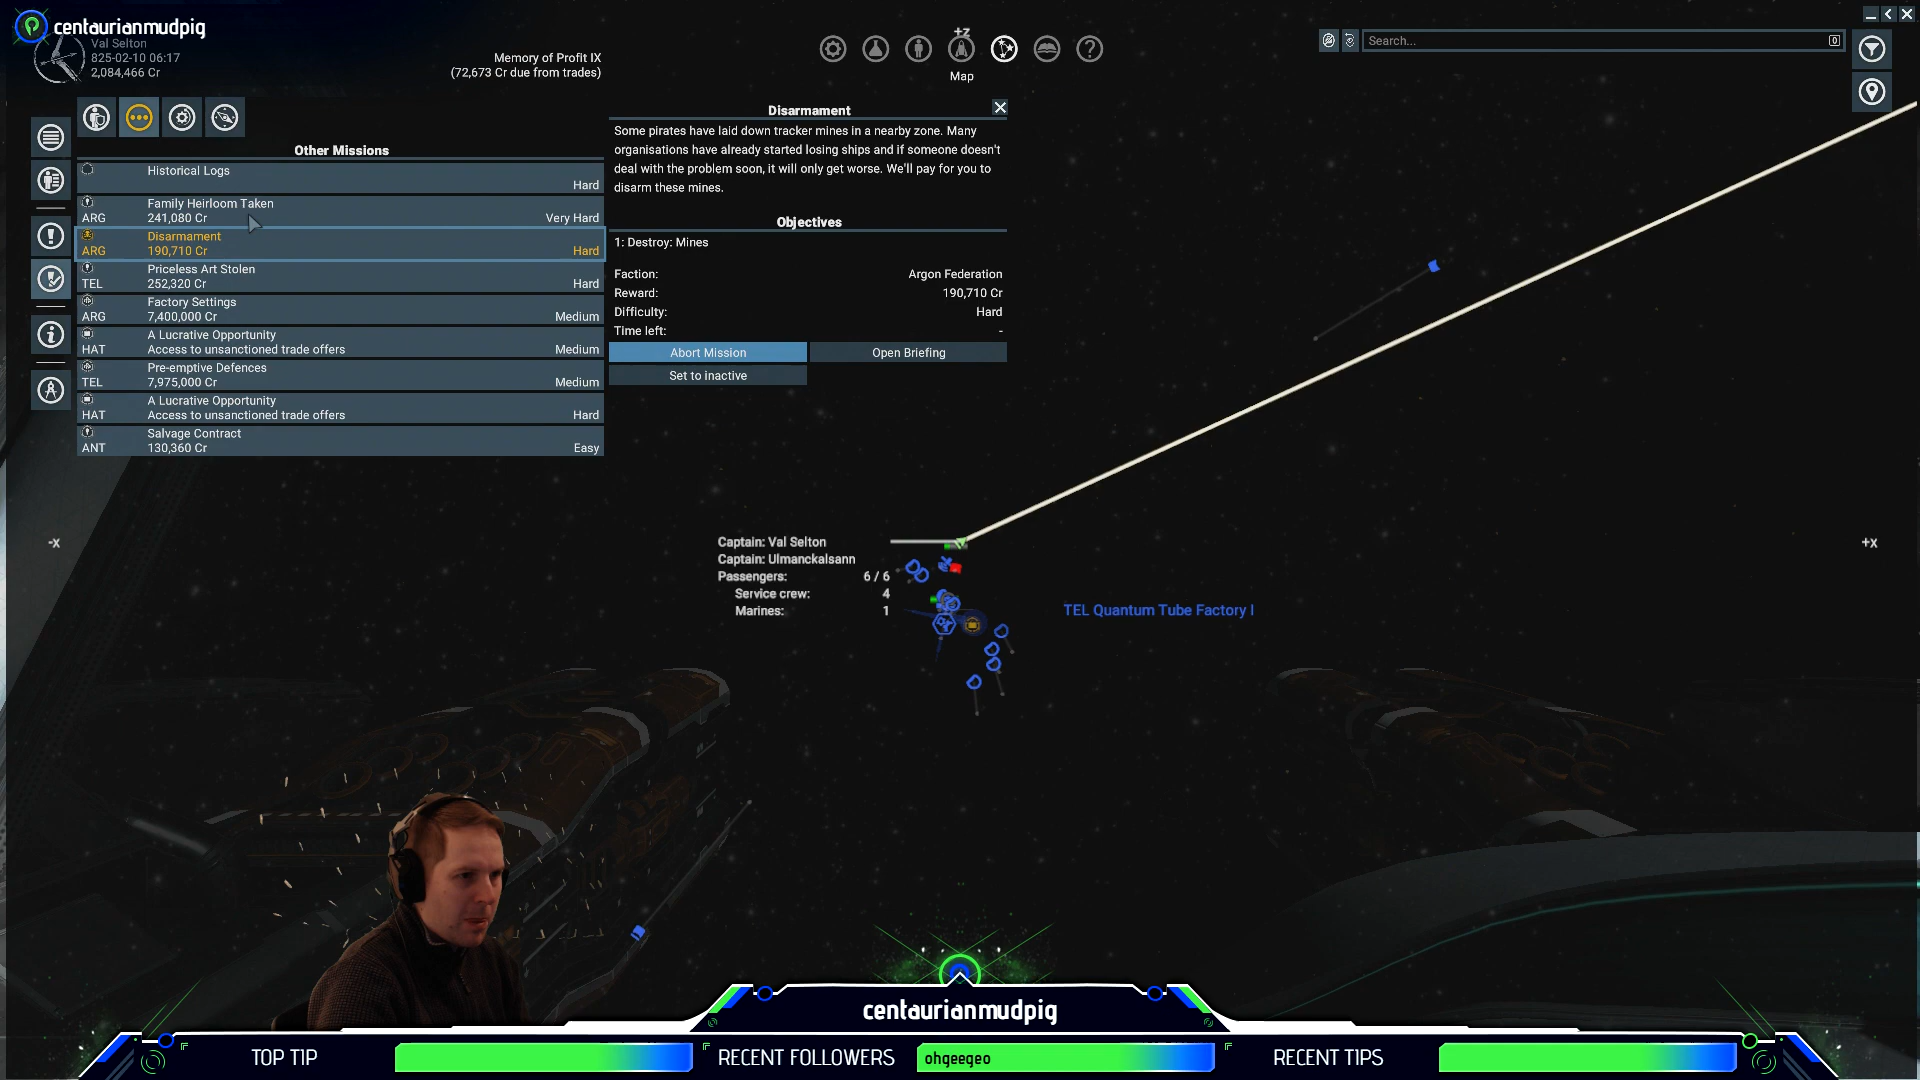 centaurianmudpig
Val Selton
825-02-10 06:17
2,084,466 Cr
Memory of Profit IX
(72,673 Cr due from trades)
+z
Map
Search...
0
Other Missions
Historical Logs
Hard
Family Heirloom Taken
ARG 241,080 Cr Very Hard
Disarmament
ARG 190,710 Cr Hard
Priceless Art Stolen
TEL 252,320 Cr Hard
Factory Settings
ARG 7,400,000 Cr Medium
A Lucrative Opportunity
HAT Access to unsanctioned trade offers Medium
Pre-emptive Defences
TEL 7,975,000 Cr Medium
A Lucrative Opportunity
HAT Access to unsanctioned trade offers Hard
Salvage Contract
ANT 130,360 Cr Easy
Disarmament
Some pirates have laid down tracker mines in a nearby zone. Many
organisations have already started losing ships and if someone doesn't
deal with the problem soon, it will only get worse. We'll pay for you to
disarm these mines.
Objectives
1: Destroy: Mines
Faction: Argon Federation
Reward: 190,710 Cr
Difficulty: Hard
Time left: -
Abort Mission Open Briefing
Set to inactive
-x
+x
Captain: Val Selton
Captain: Ulmanckalsann
Passengers: 6 / 6
Service crew: 4
Marines: 1
TEL Quantum Tube Factory I
centaurianmudpig
TOP TIP
RECENT FOLLOWERS ohgeegeo
RECENT TIPS